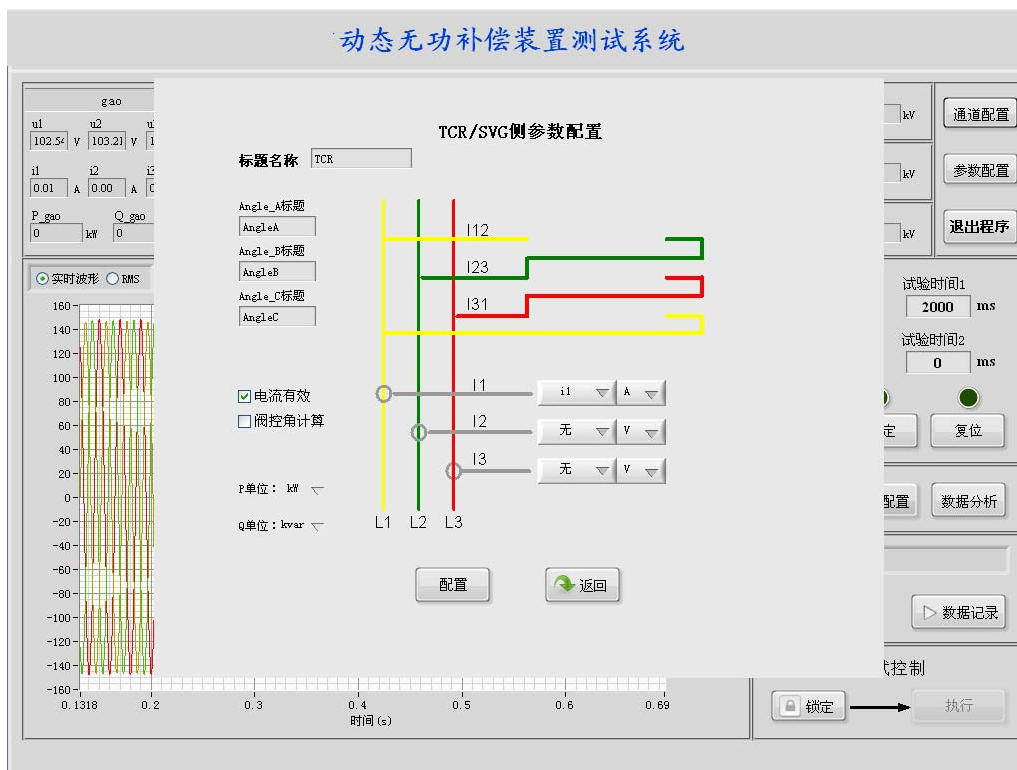 动态无功补偿装置测试系统
gao
u1 u2
102.54 V 103.21 V
i1 i2
0.01 A 0.00 A
P_gao Q_gao
0 kW 0
实时波形 RMS
160
140
120
100
80
60
40
20
0
-20
-40
-60
-80
-100
-120
-140
-160
0.1318 0.2 0.3 0.4 0.5 0.6 0.69
时间(s)
TCR/SVG侧参数配置
标题名称 TCR
Angle_A标题
AngleA
Angle_B标题
AngleB
Angle_C标题
AngleC
I12
I23
I31
电流有效
阀控角计算
I1 i1 A
I2 无 V
I3 无 V
P单位: kW
Q单位: kvar
L1 L2 L3
配置 返回
kV
kV
kV
通道配置
参数配置
退出程序
试验时间1
2000 ms
试验时间2
0 ms
定 复位
配置 数据分析
数据记录
控制
锁定 执行